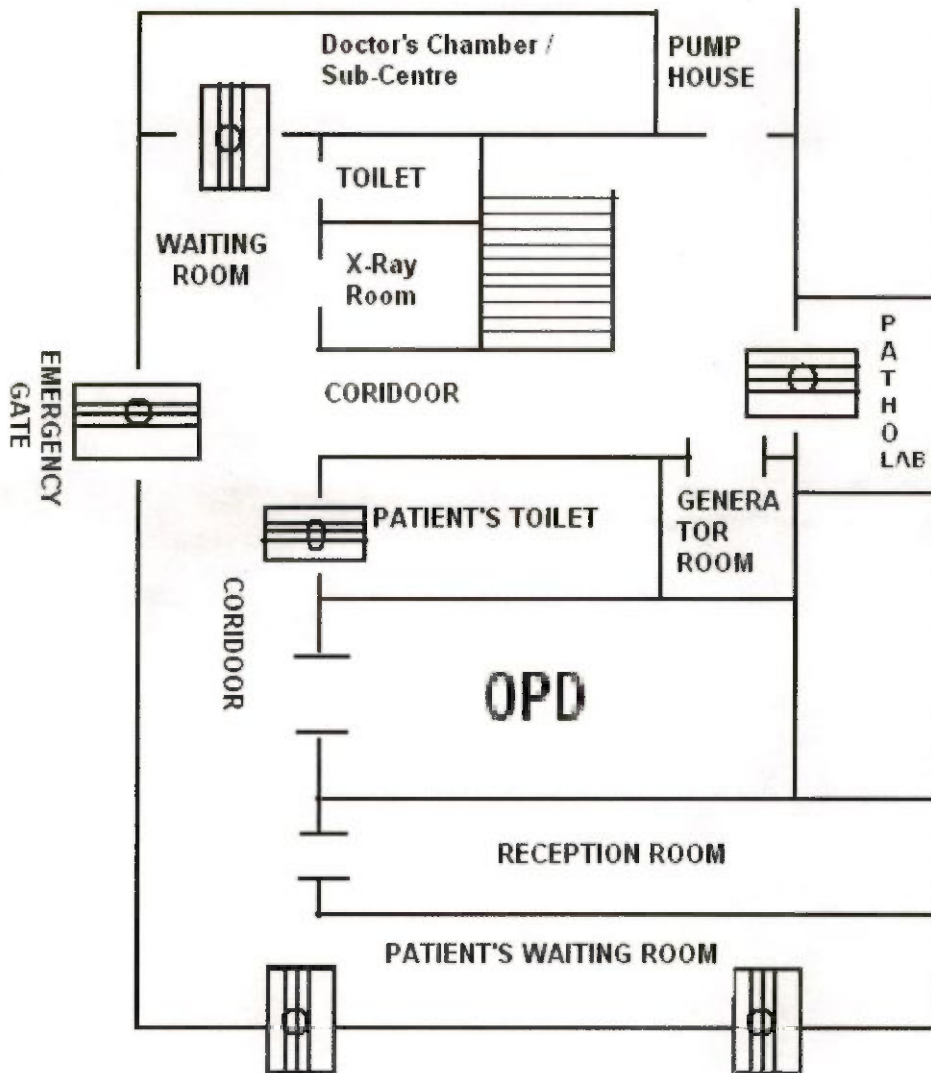 Doctor's Chamber /
Sub-Centre
PUMP
HOUSE
TOILET
WAITING
ROOM
X-Ray
Room
PATHO
LAB
EMERGENCY
GATE
CORIDOOR
PATIENT'S TOILET
GENERA
TOR
ROOM
CORIDOOR
OPD
RECEPTION ROOM
PATIENT'S WAITING ROOM